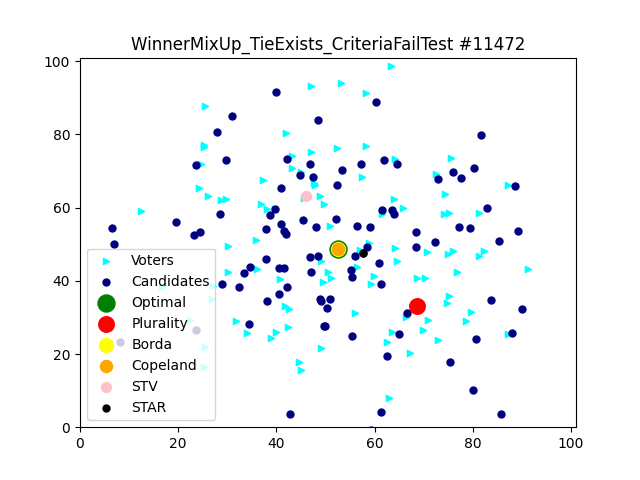 WinnerMixUp_TieExists_CriteriaFailTest #11472
100
80
60
40
20
0
Voters
Candidates
Optimal
Plurality
Borda
Copeland
STV
STAR
0 20 40 60 80 100